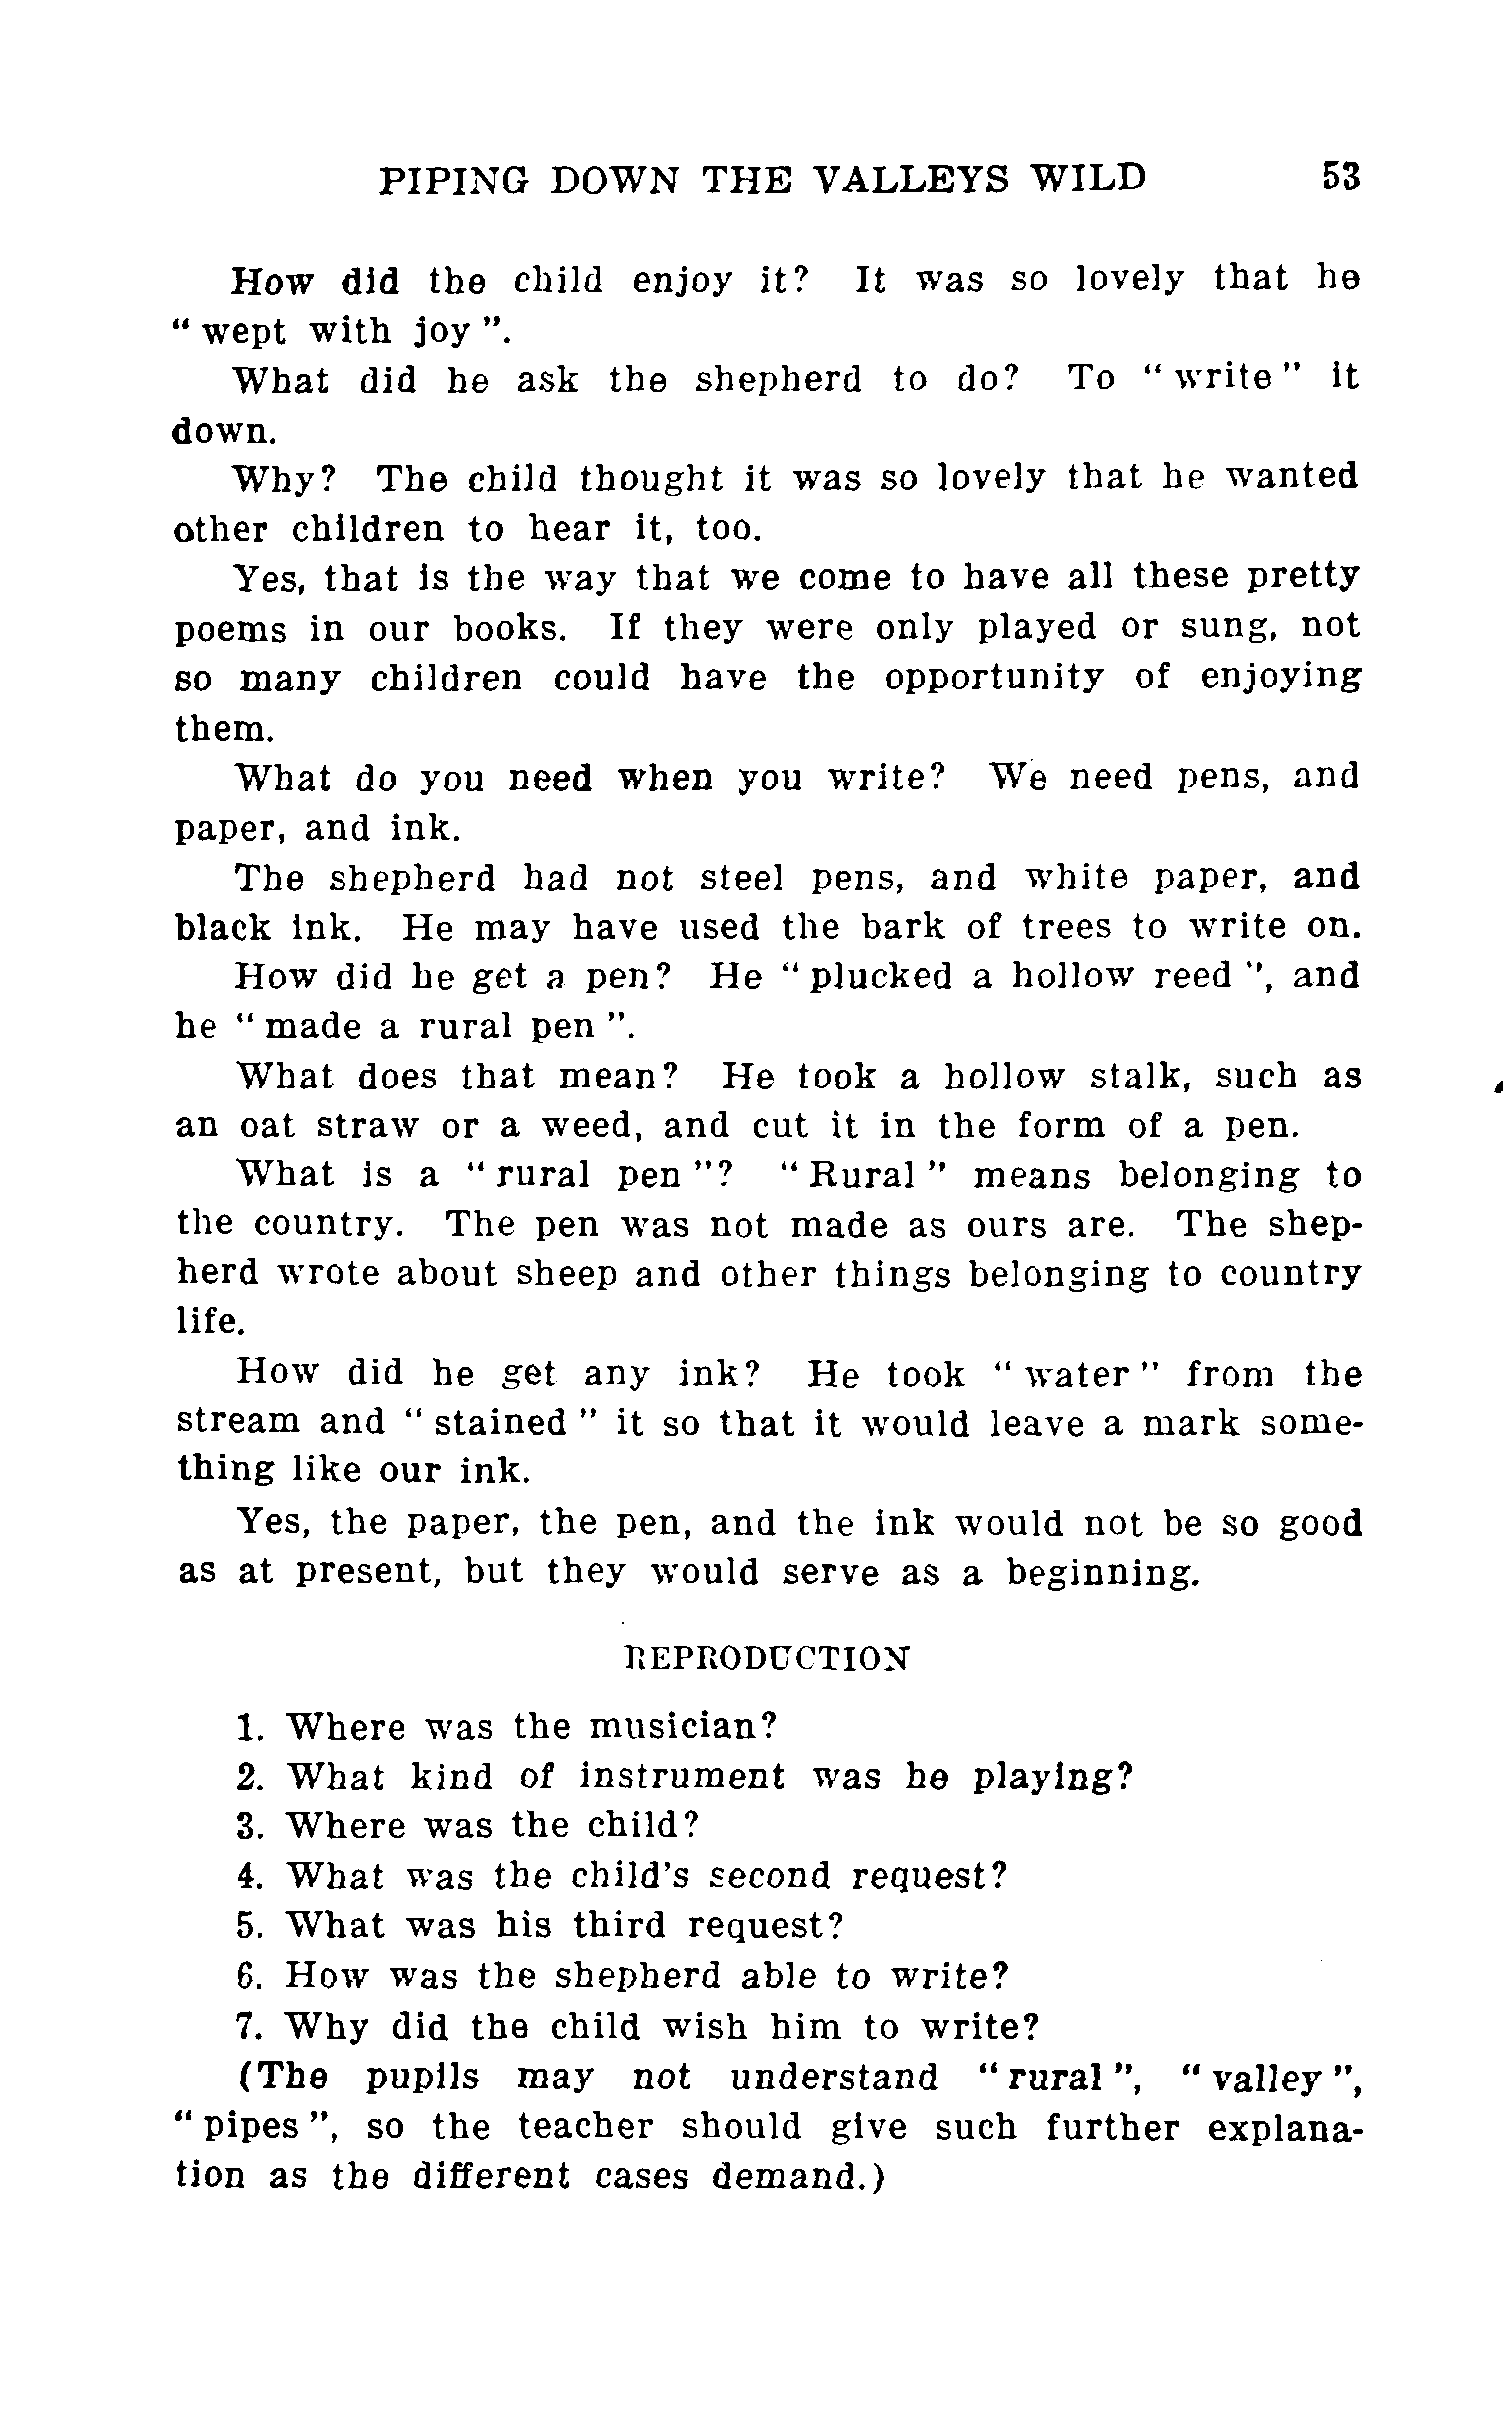 PIPING DOWN THE VALLEYS WILD 53
How did the child enjoy it? It was so lovely that he
" wept with joy ".
What did he ask the shepherd to do? To " write " it
down.
Why? The child thought it was so lovely that he wanted
other children to hear it, too.
Yes, that is the way that we come to have all these pretty
poems in our books. If they were only played or sung, not
so many children could have the opportunity of enjoying
them.
What do you need when you write? We need pens, and
paper, and ink.
The shepherd had not steel pens, and white paper, and
black ink. He may have used the bark of trees to write on.
How did he get a pen? He " plucked a hollow reed ", and
he " made a rural pen ".
What does that mean? He took a hollow stalk, such as
an oat straw or a weed, and cut it in the form of a pen.
What is a " rural pen "? " Rural " means belonging to
the country. The pen was not made as ours are. The shep-
herd wrote about sheep and other things belonging to country
life.
How did he get any ink? He took " water " from the
stream and " stained " it so that it would leave a mark some-
thing like our ink.
Yes, the paper, the pen, and the ink would not be so good
as at present, but they would serve as a beginning.
REPRODUCTION
1. Where was the musician?
2. What kind of instrument was he playing?
3. Where was the child?
4. What was the child's second request?
5. What was his third request?
6. How was the shepherd able to write?
7. Why did the child wish him to write?
(The pupils may not understand " rural ", " valley ",
" pipes ", so the teacher should give such further explana-
tion as the different cases demand.)